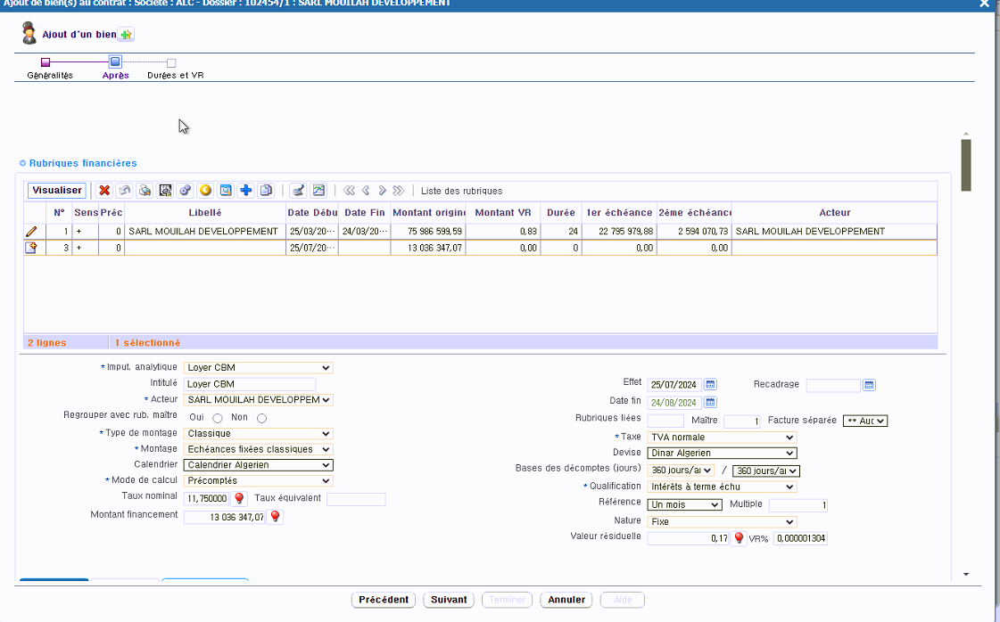 Ajout de bien(s) au contrat : Société : ALC - Dossier : 102454/1 : SARL MOUILAH DEVELOPPEMENT
Ajout d'un bien
Généralités Après Durées et VR
Rubriques financières
Visualiser Liste des rubriques
N° Sens Préc Libellé Date Débu Date Fin Montant origine Montant VR Durée 1er échéance 2éme échéance Acteur
1 + 0 SARL MOUILAH DEVELOPPEMENT 25/03/20··· 24/03/20··· 75 986 599,59 0,83 24 22 795 979,88 2 594 070,73 SARL MOUILAH DEVELOPPEMENT
3 + 0 25/07/20··· 13 036 347,07 0,00 0 0,00 0,00
2 lignes 1 sélectionné
* Imput. analytique Loyer CBM
Intitulé Loyer CBM Effet 25/07/2024 Recadrage
* Acteur SARL MOUILAH DEVELOPPEM Date fin 24/08/2024
Regrouper avec rub. maître Oui Non Rubriques liées Maître 1 Facture séparée ** Auc
* Type de montage Classique * Taxe TVA normale
* Montage Echéances fixées classiques Devise Dinar Algerien
Calendrier Calendrier Algerien Bases des décomptes (jours) 360 jours/ai / 360 jours/ai
* Mode de calcul Précomptés * Qualification Intérêts à terme échu
Taux nominal 11,750000 Taux équivalent Référence Un mois Multiple 1
Montant financement 13 036 347,07 Nature Fixe
Valeur résiduelle 0,17 VR% 0,000001304
Précédent Suivant Terminer Annuler Aide